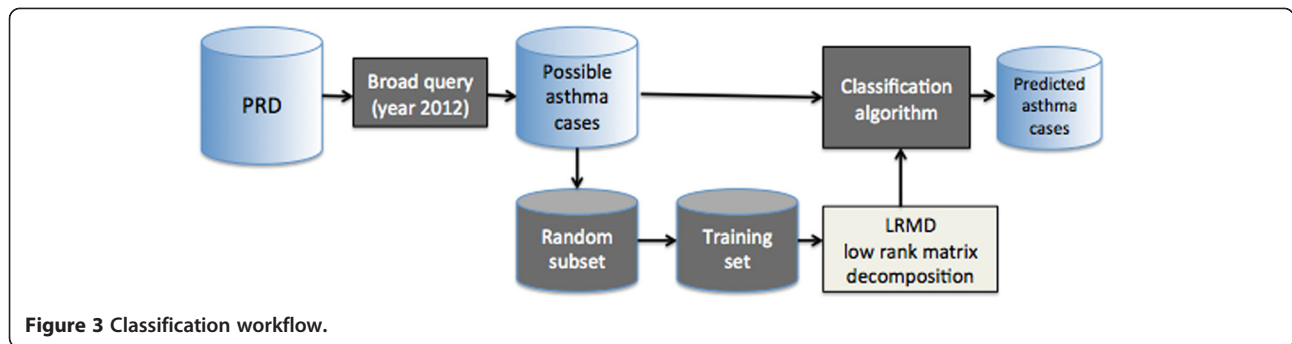 PRD
Broad query
(year 2012)
Possible
asthma
cases
Classification
algorithm
Predicted
asthma
cases
Random
subset
Training
set
LRMD
low rank matrix
decomposition
Figure 3 Classification workflow.